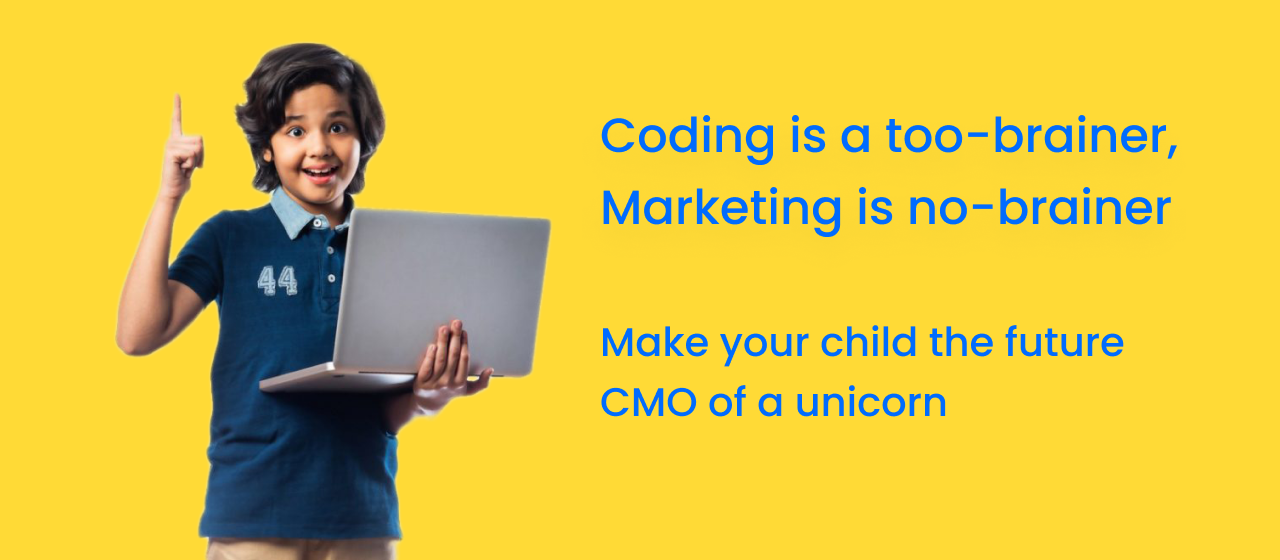 44
Coding is a too-brainer,
Marketing is no-brainer
Make your child the future
CMO of a unicorn